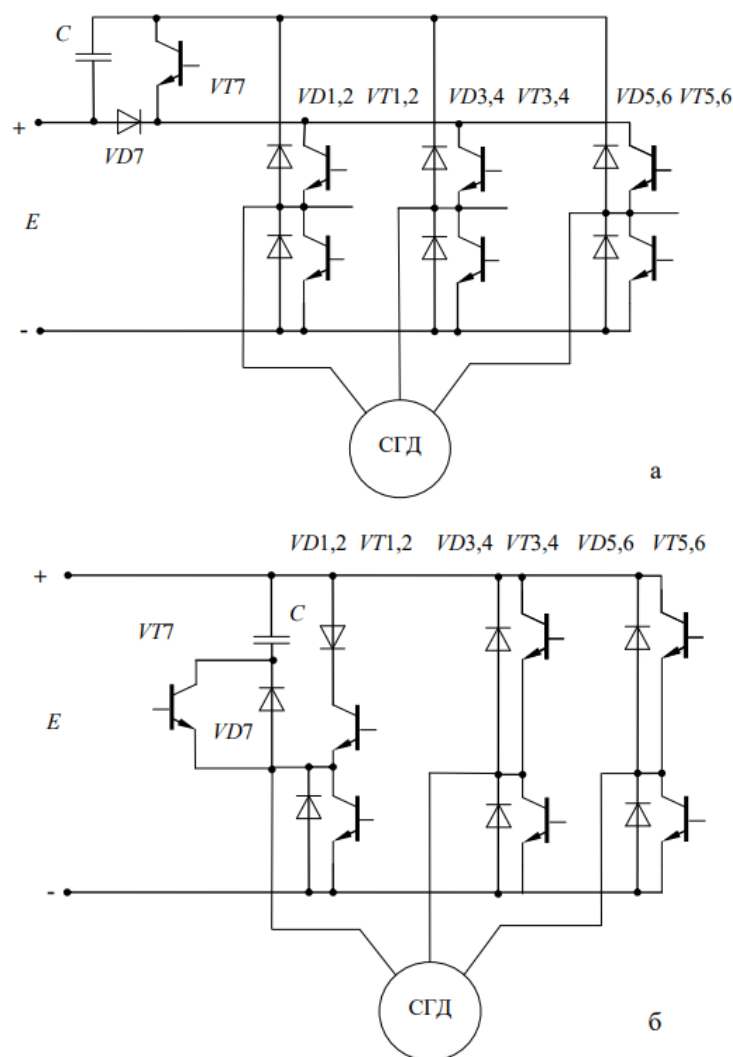 C
VT7
VD1,2 VT1,2 VD3,4 VT3,4 VD5,6 VT5,6
+
VD7
E
-
СГД
а
VD1,2 VT1,2 VD3,4 VT3,4 VD5,6 VT5,6
+
C
VT7
E
VD7
-
СГД
б